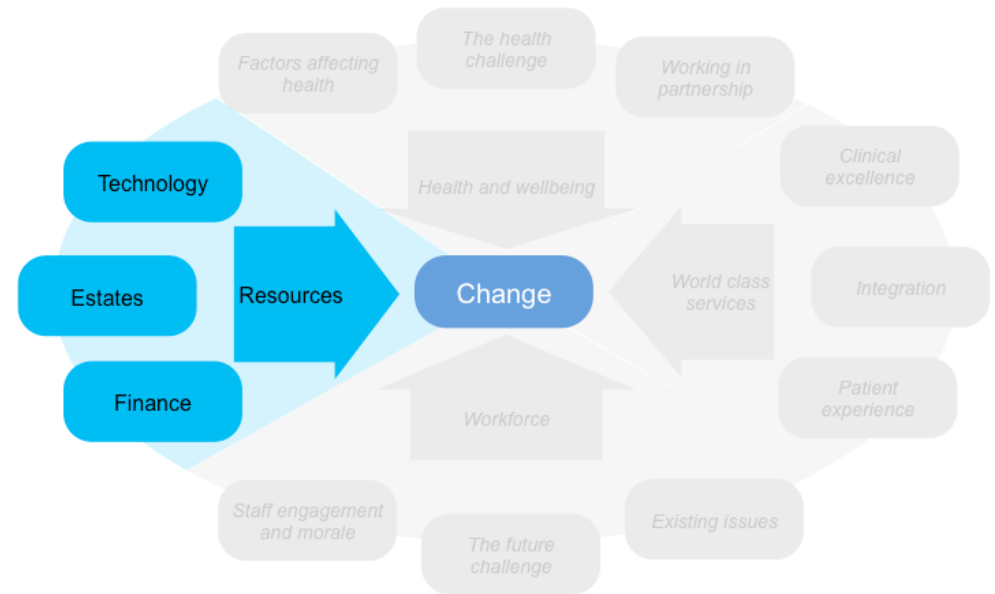 The health
challenge
Factors affecting
health
Working in
partnership
Technology
Health and wellbeing
Clinical
excellence
Estates
Resources
Change
World class
services
Integration
Finance
Workforce
Patient
experience
Staff engagement
and morale
The future
challenge
Existing issues